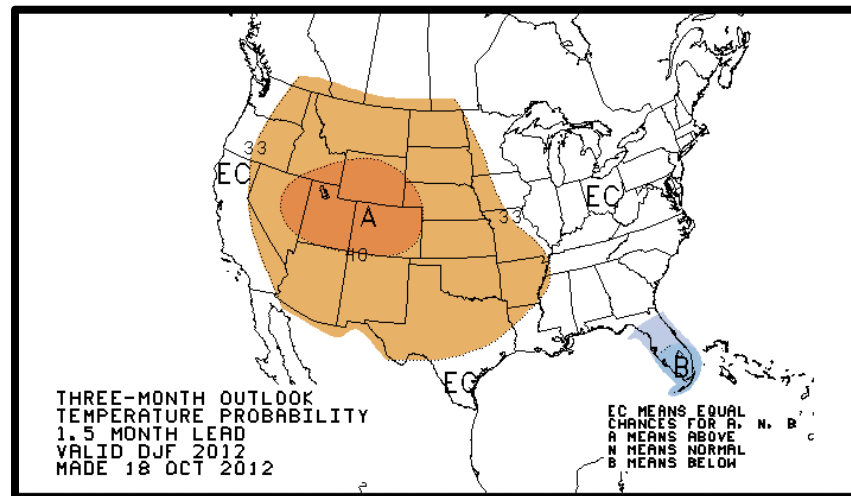 33
EC
A
EC
33
40
EC
B
THREE-MONTH OUTLOOK
TEMPERATURE PROBABILITY
1.5 MONTH LEAD
VALID DJF 2012
MADE 18 OCT 2012
EC MEANS EQUAL
CHANCES FOR A, N, B
A MEANS ABOVE
N MEANS NORMAL
B MEANS BELOW